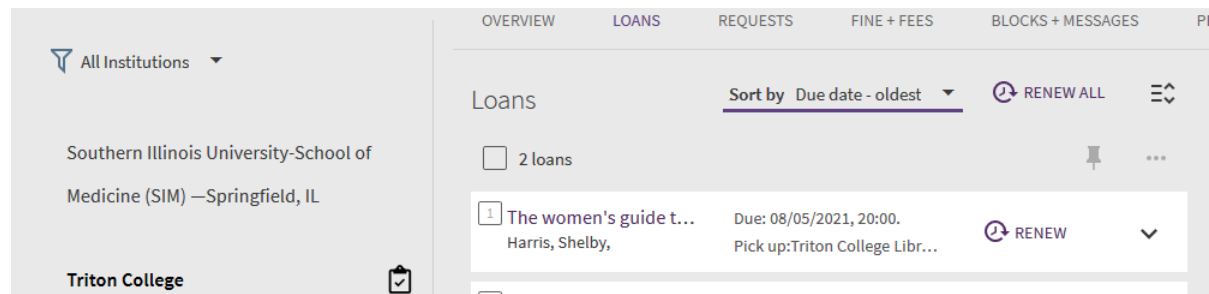 OVERVIEW LOANS REQUESTS FINE + FEES BLOCKS + MESSAGES
All Institutions
Loans Sort by Due date - oldest RENEW ALL
Southern Illinois University-School of
Medicine (SIM) —Springfield, IL
2 loans
1 The women's guide t... Due: 08/05/2021, 20:00. RENEW
Harris, Shelby, Pick up:Triton College Libr...
Triton College